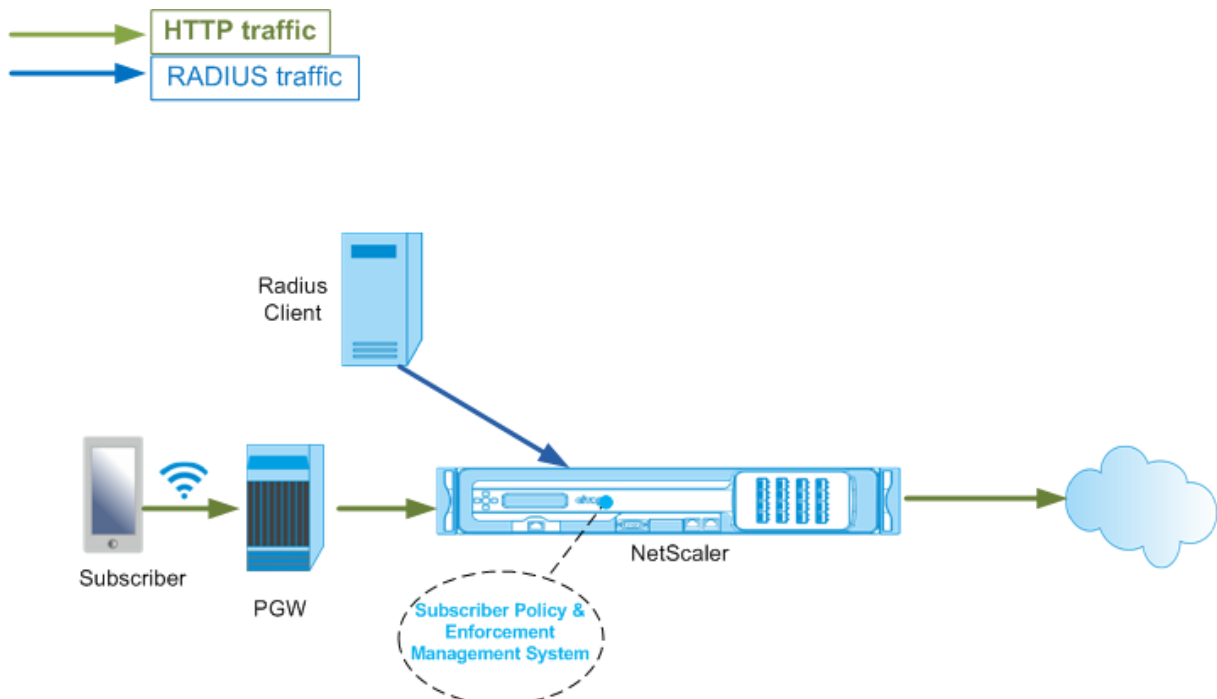 HTTP traffic
RADIUS traffic
Radius
Client
Subscriber
PGW
NetScaler
Subscriber Policy &
Enforcement
Management System